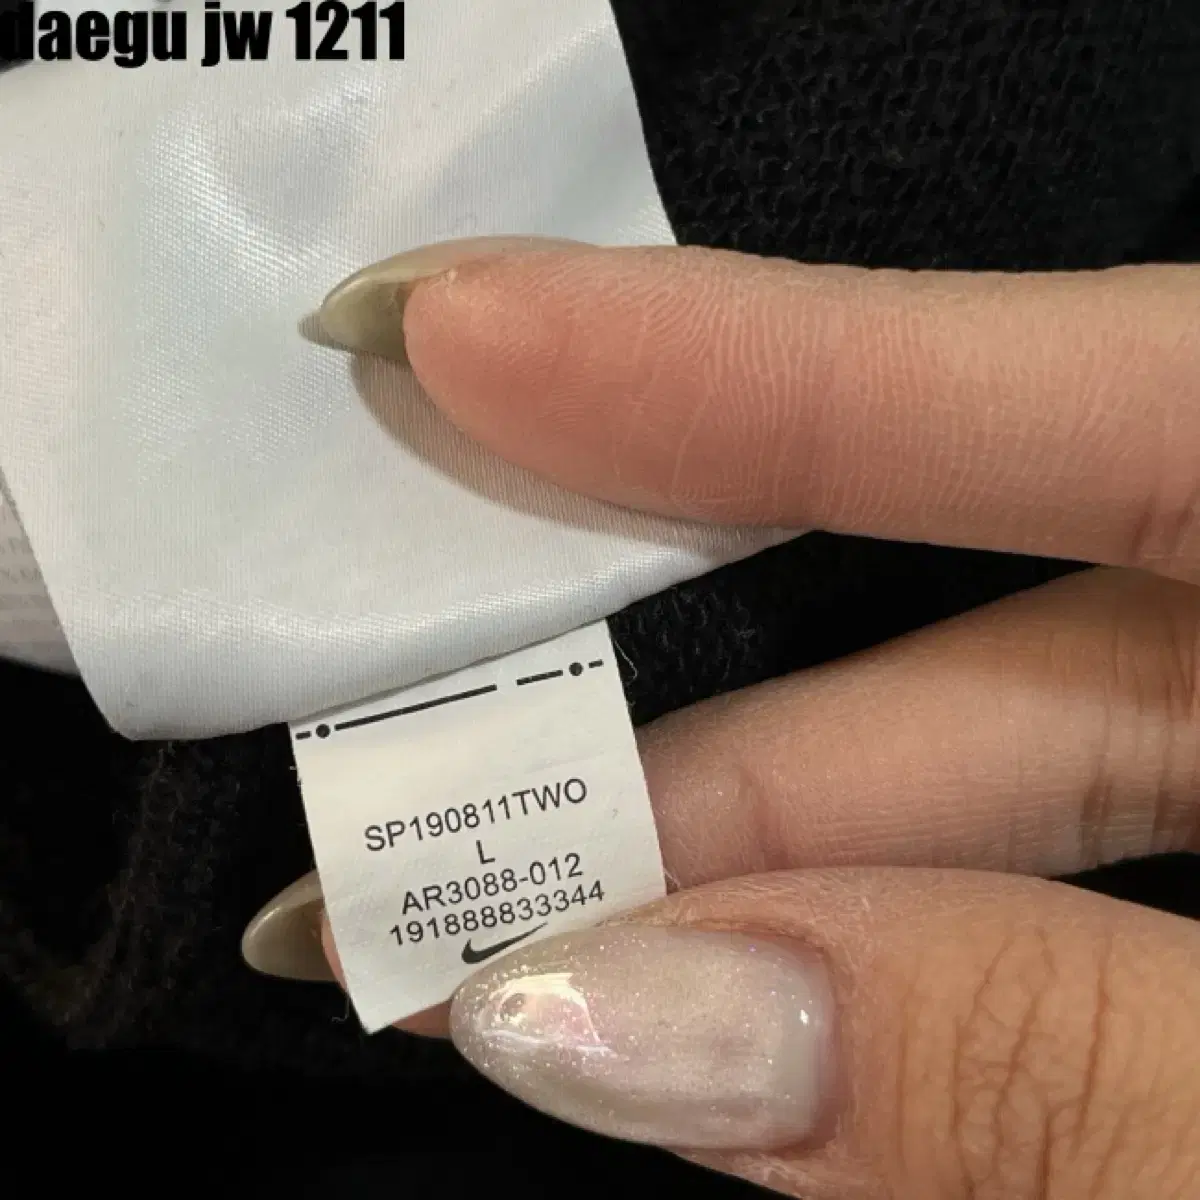 daegu jw 1211
SP190811TWO
L
AR3088-012
191888833344